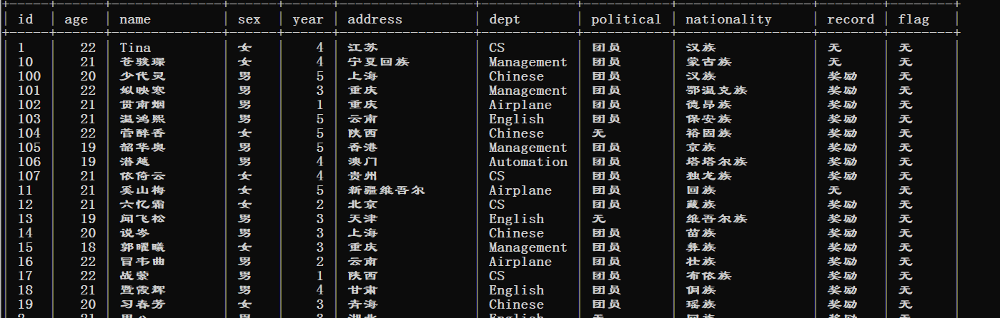 id age name sex year address dept political nationality record flag
1 22 Tina 女 4 江苏 CS 团员 汉族 无 无
10 21 苍骏琛 女 4 宁夏回族 Management 团员 蒙古族 无 无
100 20 少代灵 男 5 上海 Chinese 团员 汉族 奖励 无
101 22 姒映寒 男 3 重庆 Management 团员 鄂温克族 奖励 无
102 21 贯南烟 男 1 重庆 Airplane 团员 德昂族 奖励 无
103 21 温鸿熙 男 5 云南 English 团员 保安族 奖励 无
104 22 菅醉香 女 5 陕西 Chinese 无 裕固族 奖励 无
105 19 韶华奥 男 5 香港 Management 团员 京族 奖励 无
106 19 潜越 男 4 澳门 Automation 团员 塔塔尔族 奖励 无
107 21 依倚云 女 4 贵州 CS 团员 独龙族 奖励 无
11 21 奚山梅 女 5 新疆维吾尔 Airplane 团员 回族 无 无
12 21 六忆霜 女 2 北京 CS 团员 藏族 奖励 无
13 19 闻飞松 男 3 天津 English 无 维吾尔族 奖励 无
14 20 说岑 男 3 上海 Chinese 团员 苗族 奖励 无
15 18 郭曜曦 女 3 重庆 Management 团员 彝族 奖励 无
16 22 冒韦曲 男 2 云南 Airplane 团员 壮族 奖励 无
17 22 战蒙 男 1 陕西 CS 团员 布依族 奖励 无
18 21 暨霞辉 男 4 甘肃 English 团员 侗族 奖励 无
19 20 习春芳 女 3 青海 Chinese 团员 瑶族 奖励 无